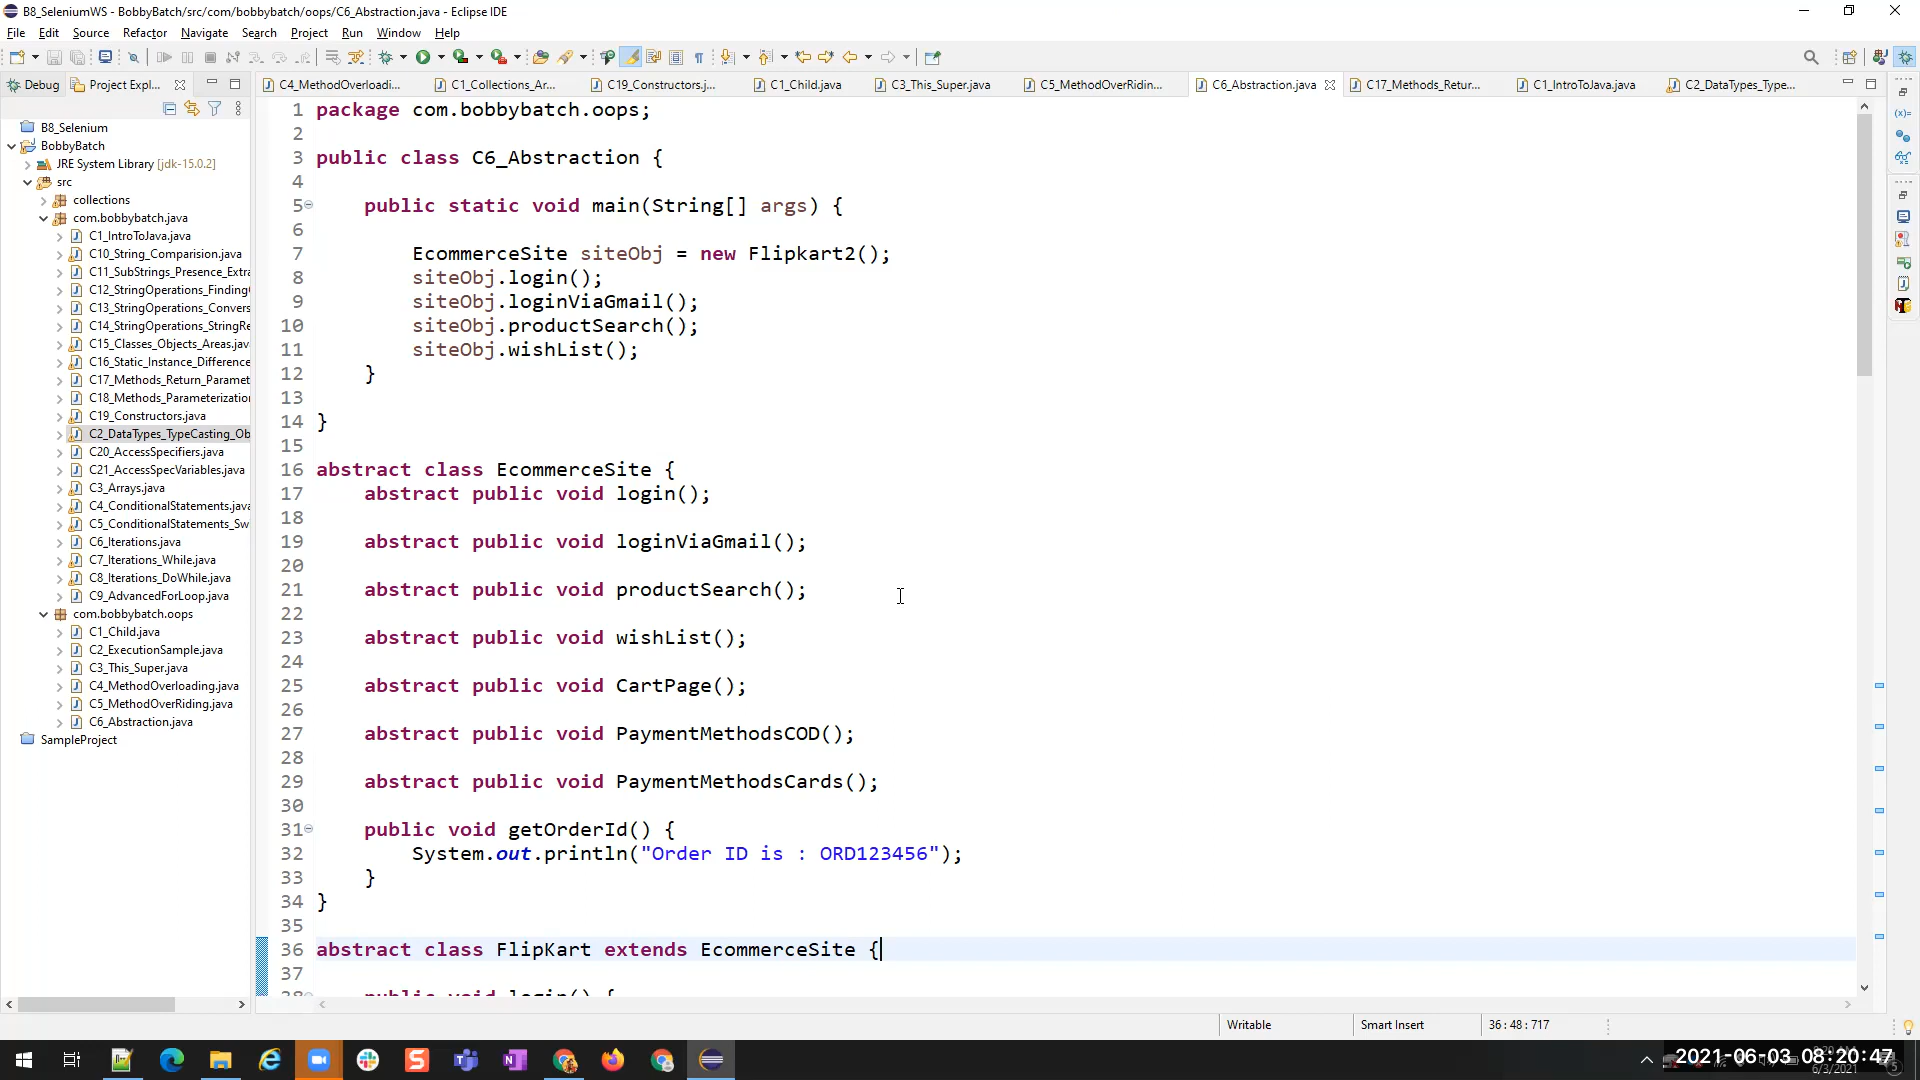 B8_SeleniumWS - BobbyBatch/src/com/bobbybatch/oops/C6_Abstraction.java - Eclipse IDE
File Edit Source Refactor Navigate Search Project Run Window Help
Debug Project Expl...
C4_MethodOverloadi... C1_Collections_Ar... C19_Constructors.j... C1_Child.java C3_This_Super.java C5_MethodOverRidin... C6_Abstraction.java C17_Methods_Retur... C1_IntroToJava.java C2_DataTypes_Type...
B8_Selenium
BobbyBatch
JRE System Library [jdk-15.0.2]
src
collections
com.bobbybatch.java
C1_IntroToJava.java
C10_String_Comparision.java
C11_SubStrings_Presence_Extra
C12_StringOperations_Finding
C13_StringOperations_Convers
C14_StringOperations_StringRe
C15_Classes_Objects_Areas.jav
C16_Static_Instance_Difference
C17_Methods_Return_Paramet
C18_Methods_Parameterizatio
C19_Constructors.java
C2_DataTypes_TypeCasting_Ob
C20_AccessSpecifiers.java
C21_AccessSpecVariables.java
C3_Arrays.java
C4_ConditionalStatements.java
C5_ConditionalStatements_Sw
C6_Iterations.java
C7_Iterations_While.java
C8_Iterations_DoWhile.java
C9_AdvancedForLoop.java
com.bobbybatch.oops
C1_Child.java
C2_ExecutionSample.java
C3_This_Super.java
C4_MethodOverloading.java
C5_MethodOverRiding.java
C6_Abstraction.java
SampleProject
1 package com.bobbybatch.oops;
2
3 public class C6_Abstraction {
4
5 public static void main(String[] args) {
6
7 EcommerceSite siteObj = new Flipkart2();
8 siteObj.login();
9 siteObj.loginViaGmail();
10 siteObj.productSearch();
11 siteObj.wishList();
12 }
13
14 }
15
16 abstract class EcommerceSite {
17 abstract public void login();
18
19 abstract public void loginViaGmail();
20
21 abstract public void productSearch();
22
23 abstract public void wishList();
24
25 abstract public void CartPage();
26
27 abstract public void PaymentMethodsCOD();
28
29 abstract public void PaymentMethodsCards();
30
31 public void getOrderId() {
32 System.out.println("Order ID is : ORD123456");
33 }
34 }
35
36 abstract class FlipKart extends EcommerceSite {
37
38 public void login() {
Writable Smart Insert 36 : 48 : 717
2021-06-03 08:20:47
6/3/2021